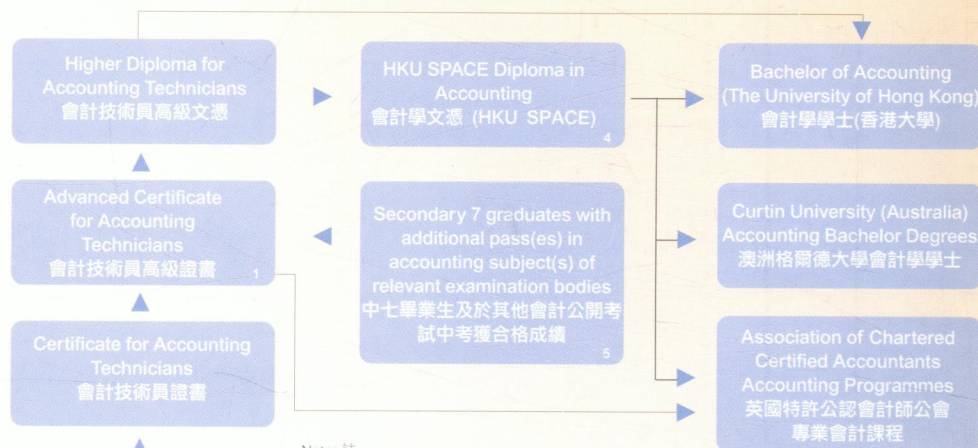 Higher Diploma for
Accounting Technicians
會計技術員高級文憑
HKU SPACE Diploma in
Accounting
會計學文憑 (HKU SPACE)
4
Bachelor of Accounting
(The University of Hong Kong)
會計學學士(香港大學)
Advanced Certificate
for Accounting
Technicians
會計技術員高級證書
1
Secondary 7 graduates with
additional pass(es) in
accounting subject(s) of
relevant examination bodies
中七畢業生及於其他會計公開考
試中考獲合格成績
5
Curtin University (Australia)
Accounting Bachelor Degrees
澳洲格爾德大學會計學學士
Certificate for Accounting
Technicians
會計技術員證書
Association of Chartered
Certified Accountants
Accounting Programmes
英國特許公認會計師公會
專業會計課程